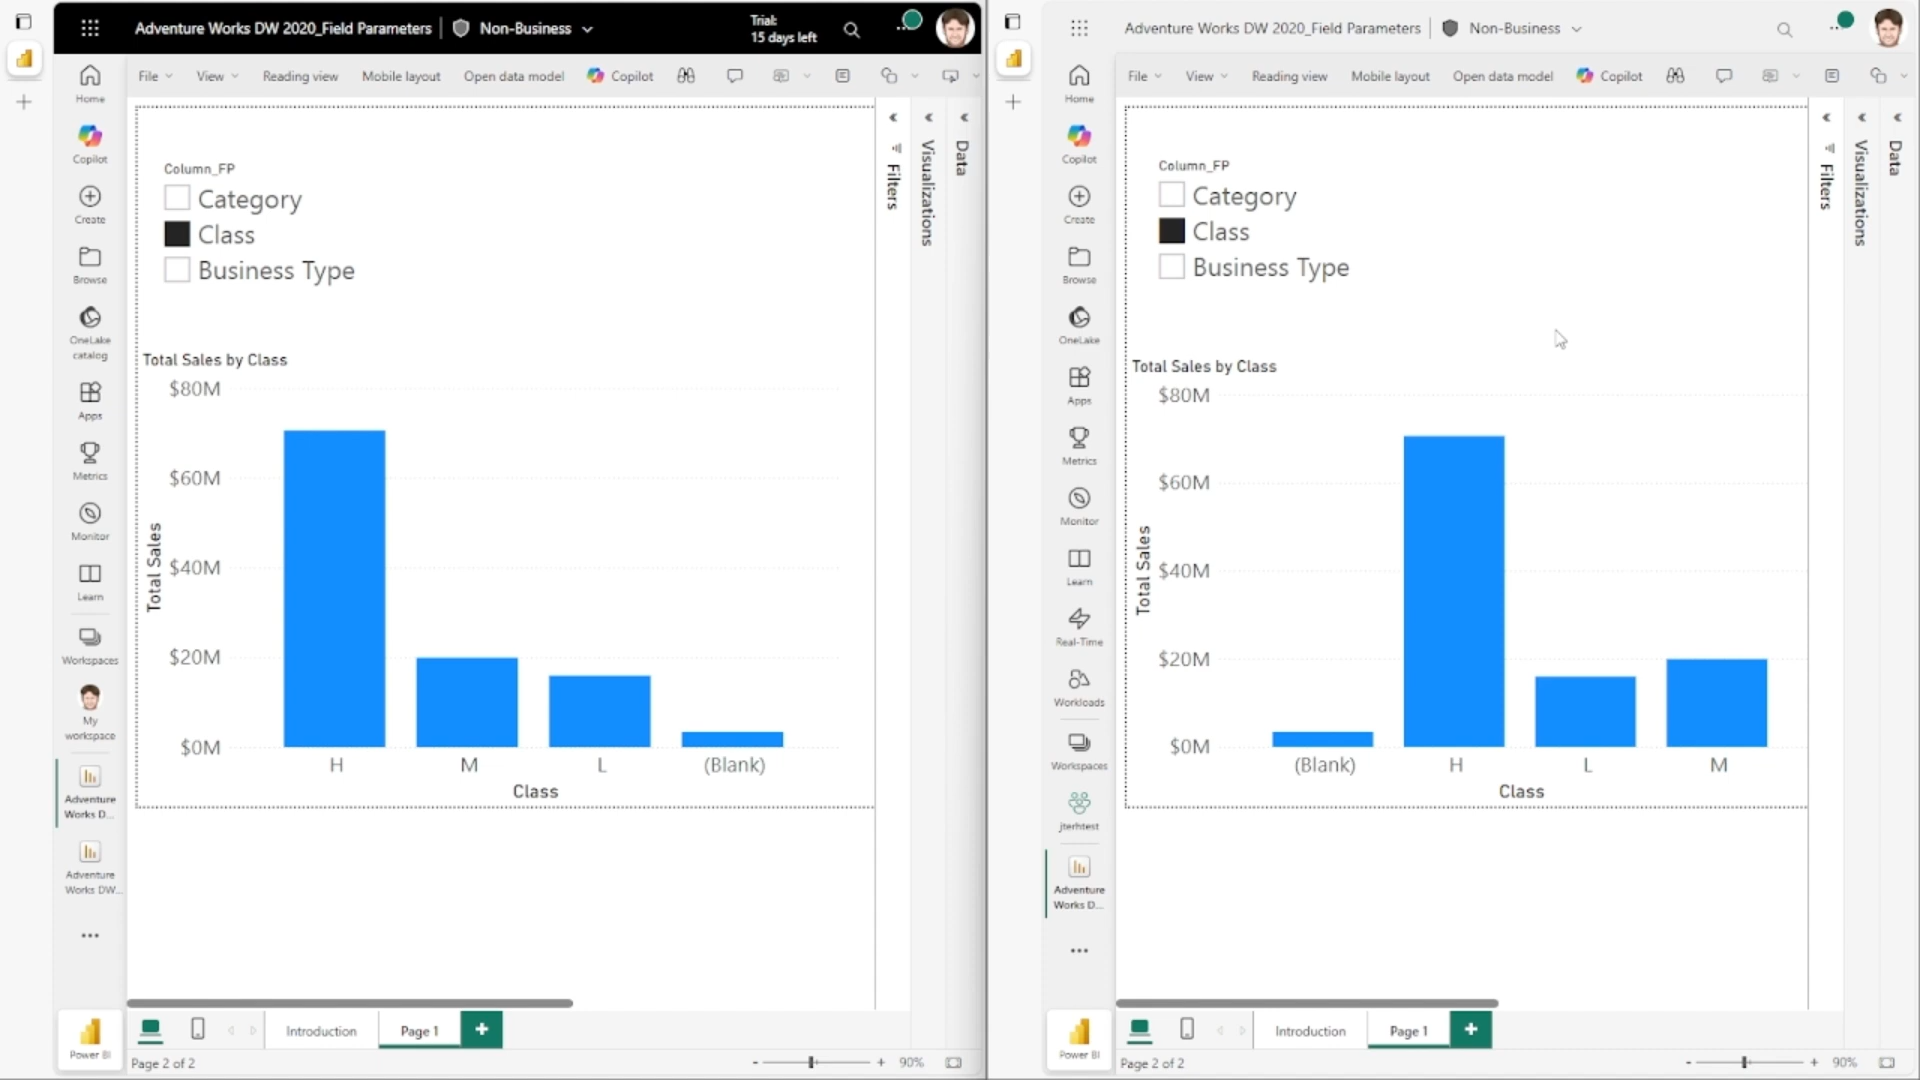 Adventure Works DW 2020_Field Parameters
Non-Business
Trial:
15 days left
File
View
Reading view
Mobile layout
Open data model
Copilot
Home
Copilot
Create
Browse
OneLake
catalog
Apps
Metrics
Monitor
Learn
Workspaces
My
workspace
Adventure
Works D...
Adventure
Works DW...
Power BI
Column_FP
Category
Class
Business Type
Total Sales by Class
$80M
$60M
$40M
$20M
$0M
Total Sales
H
M
L
(Blank)
Class
Filters
Visualizations
Data
Introduction
Page 1
Page 2 of 2
90%
Adventure Works DW 2020_Field Parameters
Non-Business
File
View
Reading view
Mobile layout
Open data model
Copilot
Home
Copilot
Create
Browse
OneLake
Apps
Metrics
Monitor
Learn
Real-Time
Workloads
Workspaces
jterhtest
Adventure
Works D...
Power BI
Column_FP
Category
Class
Business Type
Total Sales by Class
$80M
$60M
$40M
$20M
$0M
Total Sales
(Blank)
H
L
M
Class
Filters
Visualizations
Data
Introduction
Page 1
Page 2 of 2
90%